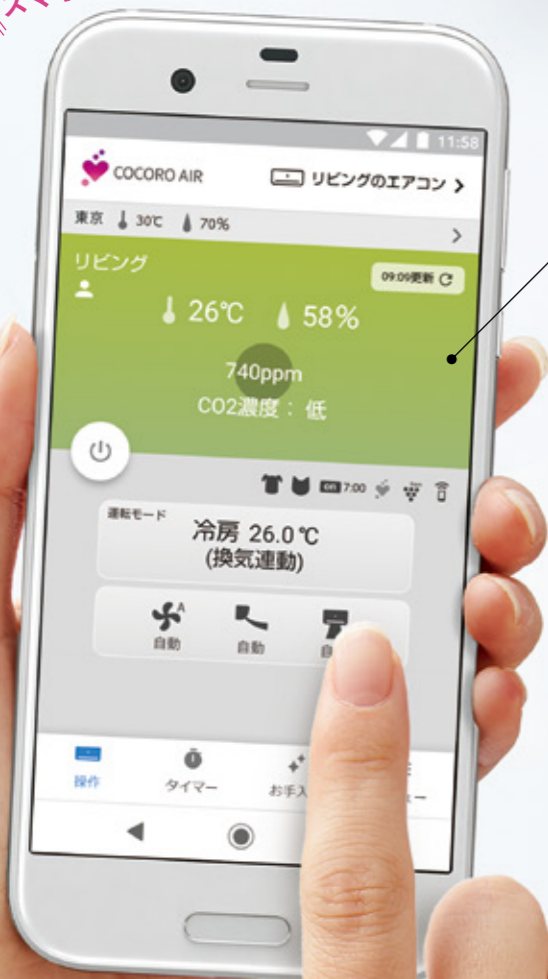 11:58
COCORO AIR
リビングのエアコン
東京 30℃ 70%
リビング
09:09更新
26℃ 58%
740ppm
CO2濃度： 低
on 7:00
運転モード
冷房 26.0℃
(換気連動)
A
自動 自動
操作 タイマー お手入